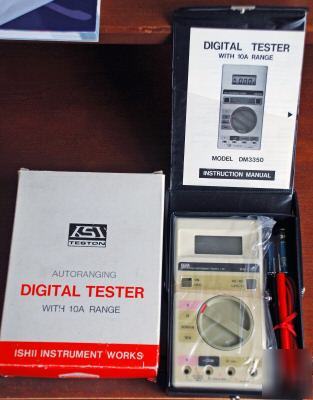 DIGITAL TESTER
WITH 10A RANGE
MODEL DM3350
INSTRUCTION MANUAL
TESTON
AUTORANGING
DIGITAL TESTER
WITH 10A RANGE
ISHII INSTRUMENT WORKS